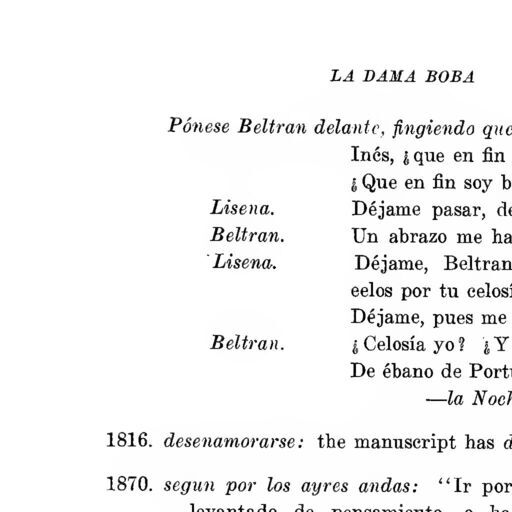 LA DAMA BOBA
Pónese Beltran delante, fingiendo que
Inés, ¿que en fin
¿Que en fin soy b
Lisena. Déjame pasar, de
Beltran. Un abrazo me ha
Lisena. Déjame, Beltran
eelos por tu celosí
Déjame, pues me
Beltran. ¿Celosía yo? ¿Y
De ébano de Port
—la Noch
1816. desenamorarse: the manuscript has d
1870. segun por los ayres andas: "Ir por
levantado de pensamiento, o ha